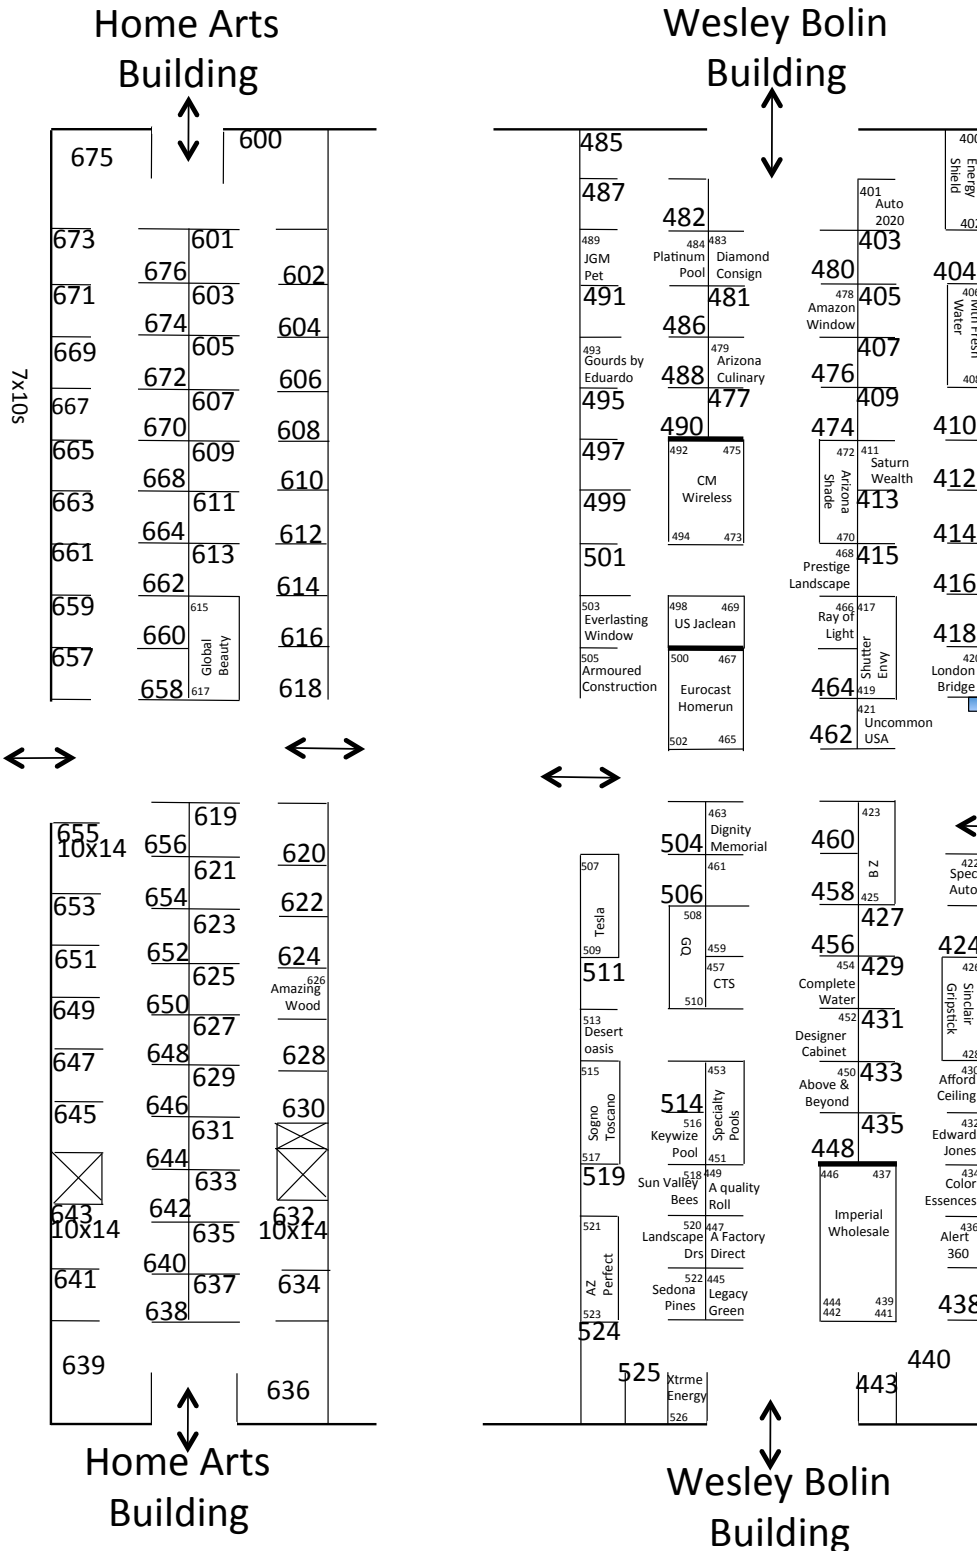 Home Arts
Building
Wesley Bolin
Building
675
600
673
601
676
602
671
603
674
604
669
605
672
606
7x10s
667
607
670
608
665
609
668
610
663
611
664
612
661
613
662
614
659
615
Global
Beauty
617
660
616
657
658
618
655
10x14
619
656
620
621
654
653
622
623
652
651
624
625
626
Amazing
Wood
650
649
627
648
647
628
629
646
645
630
631
644
633
643
10x14
642
632
10x14
635
641
640
634
637
638
639
636
Home Arts
Building
485
487
482
489
JGM
Pet
484
Platinum
Pool
483
Diamond
Consign
491
481
486
493
Gourds by
Eduardo
488
479
Arizona
Culinary
495
477
490
497
492
475
CM
Wireless
494
473
499
501
503
Everlasting
Window
498
469
US Jaclean
505
Armoured
Construction
500
467
Eurocast
Homerun
502
465
400
Energy
Shield
402
401
Auto
2020
403
480
404
478
Amazon
Window
405
406
Water
408
407
476
409
474
410
472
Arizona
Shade
470
411
Saturn
Wealth
412
413
414
468
Prestige
Landscape
415
416
466
Ray of
Light
417
Shutter
Envy
419
418
464
420
London
Bridge
421
Uncommon
USA
462
463
Dignity
Memorial
504
460
423
B Z
425
422
Spec
Auto
507
Tesla
509
461
506
458
508
GQ
510
459
427
456
424
511
457
CTS
454
Complete
Water
429
426
Sinclair
Gripstick
428
513
Desert
oasis
452
Designer
Cabinet
431
515
Sogno
Toscano
517
453
Specialty
Pools
451
514
450
Above &
Beyond
433
430
Afford
Ceiling
516
Keywize
Pool
435
448
432
Edward
Jones
519
518
Sun Valley
Bees
449
A quality
Roll
446
437
Imperial
Wholesale
444
442
439
441
434
Color
Essences
521
AZ
Perfect
523
520
Landscape
Drs
447
A Factory
Direct
436
Alert
360
522
Sedona
Pines
445
Legacy
Green
438
524
525
Xtrme
Energy
526
443
440
Wesley Bolin
Building